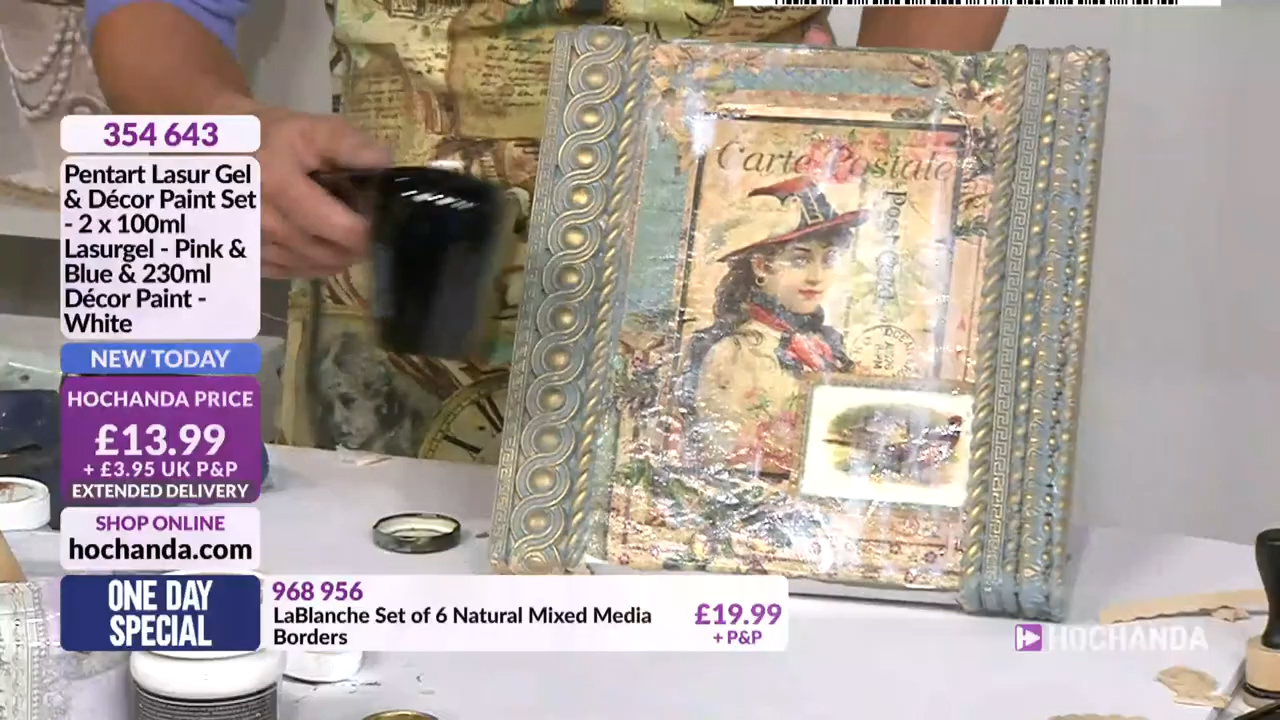 354 643
Pentart Lasur Gel
& Décor Paint Set
- 2 x 100ml
Lasurgel - Pink &
Blue & 230ml
Décor Paint -
White
NEW TODAY
HOCHANDA PRICE
£13.99
+ £3.95 UK P&P
EXTENDED DELIVERY
SHOP ONLINE
hochanda.com
ONE DAY
SPECIAL
968 956
LaBlanche Set of 6 Natural Mixed Media
Borders
£19.99
+ P&P
Carte Postale
Post Card
HOCHANDA